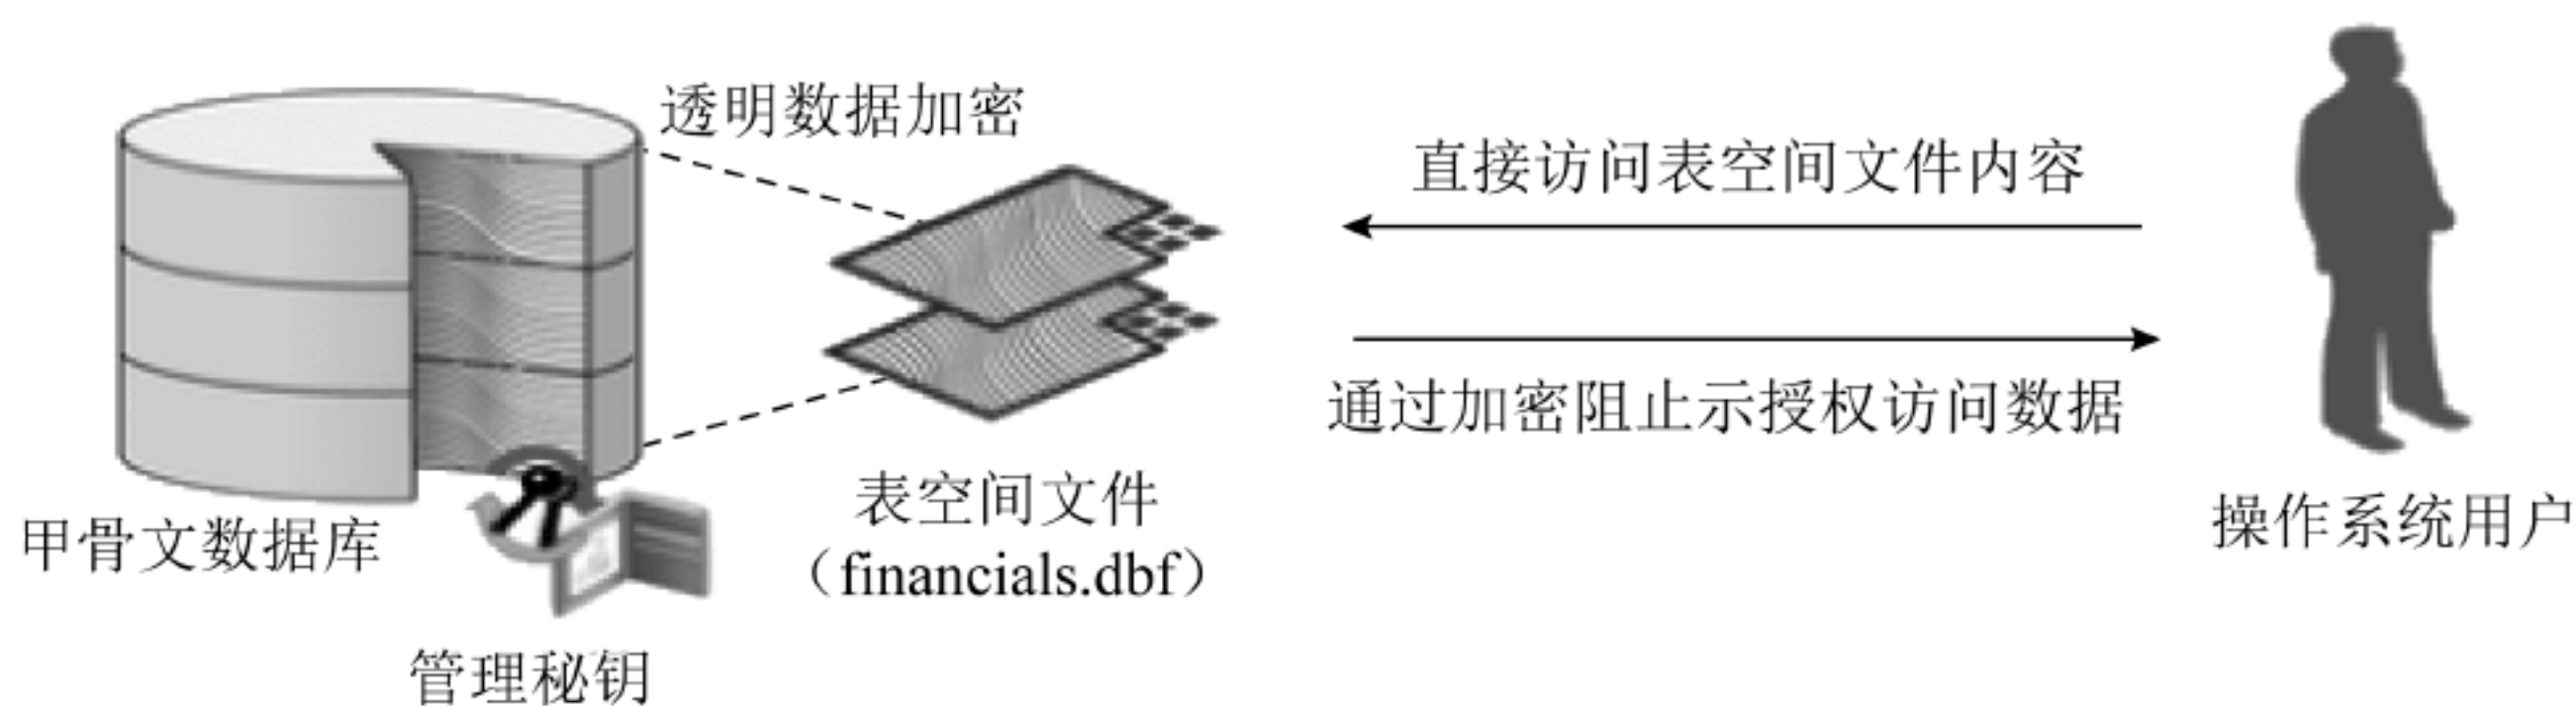 透明数据加密
直接访问表空间文件内容
通过加密阻止示授权访问数据
甲骨文数据库
表空间文件
（financials.dbf）
操作系统用户
管理秘钥